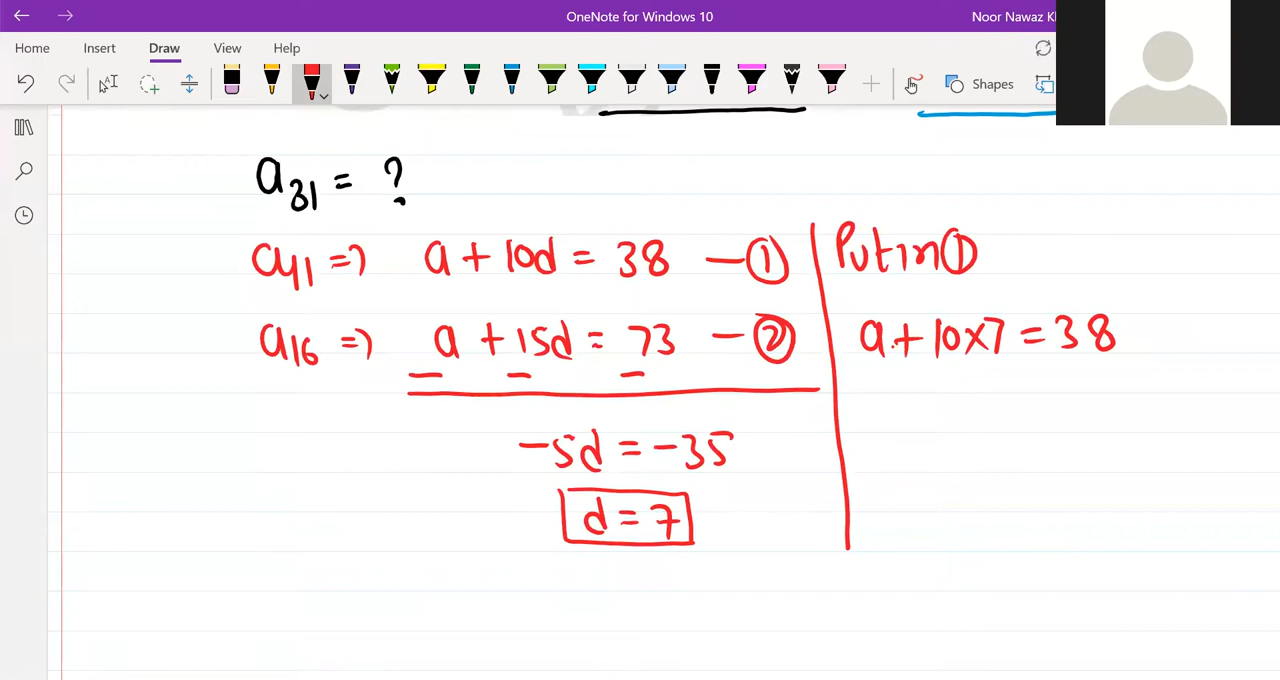 OneNote for Windows 10
Noor Nawaz Kh
Home Insert Draw View Help
Shapes
a₃₁ = ?
a₁₁ ⇒ a + 10d = 38 — ①
a₁₆ ⇒ a + 15d = 73 — ②
-5d = -35
d = 7
Put in ①
a + 10×7 = 38